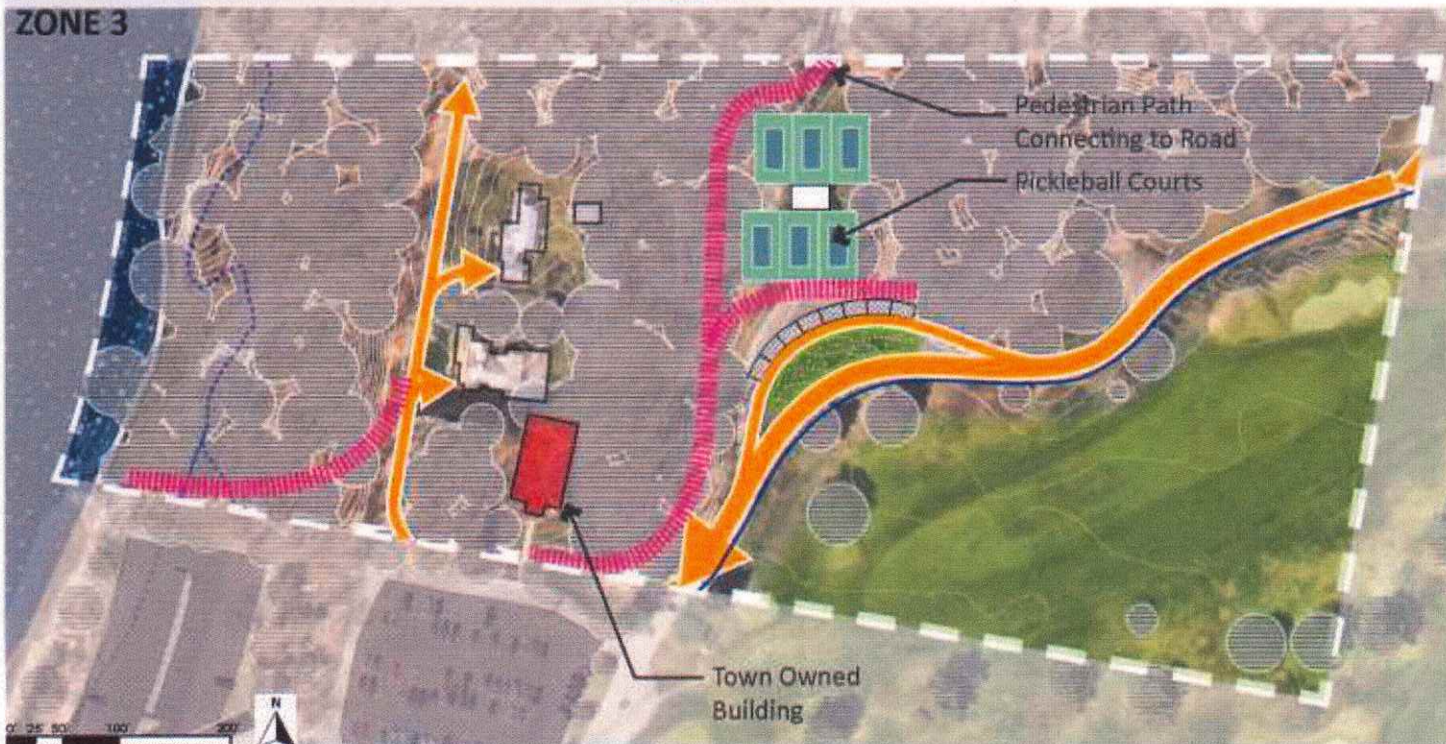 ZONE 3
Pedestrian Path
Connecting to Road
Pickleball Courts
Town Owned
Building
N
0' 25' 50' 100' 200'